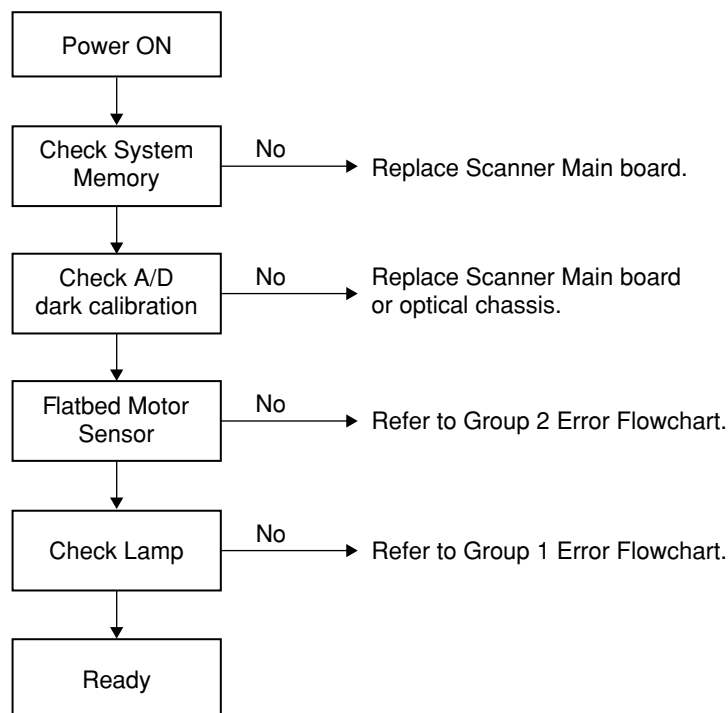 Power ON
Check System
Memory
No
Replace Scanner Main board.
Check A/D
dark calibration
No
Replace Scanner Main board
or optical chassis.
Flatbed Motor
Sensor
No
Refer to Group 2 Error Flowchart.
Check Lamp
No
Refer to Group 1 Error Flowchart.
Ready